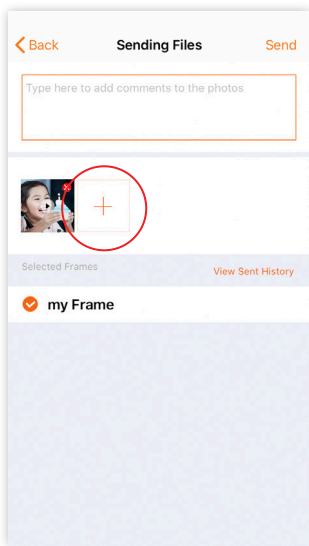 Back
Sending Files
Send
Type here to add comments to the photos
Selected Frames
View Sent History
my Frame